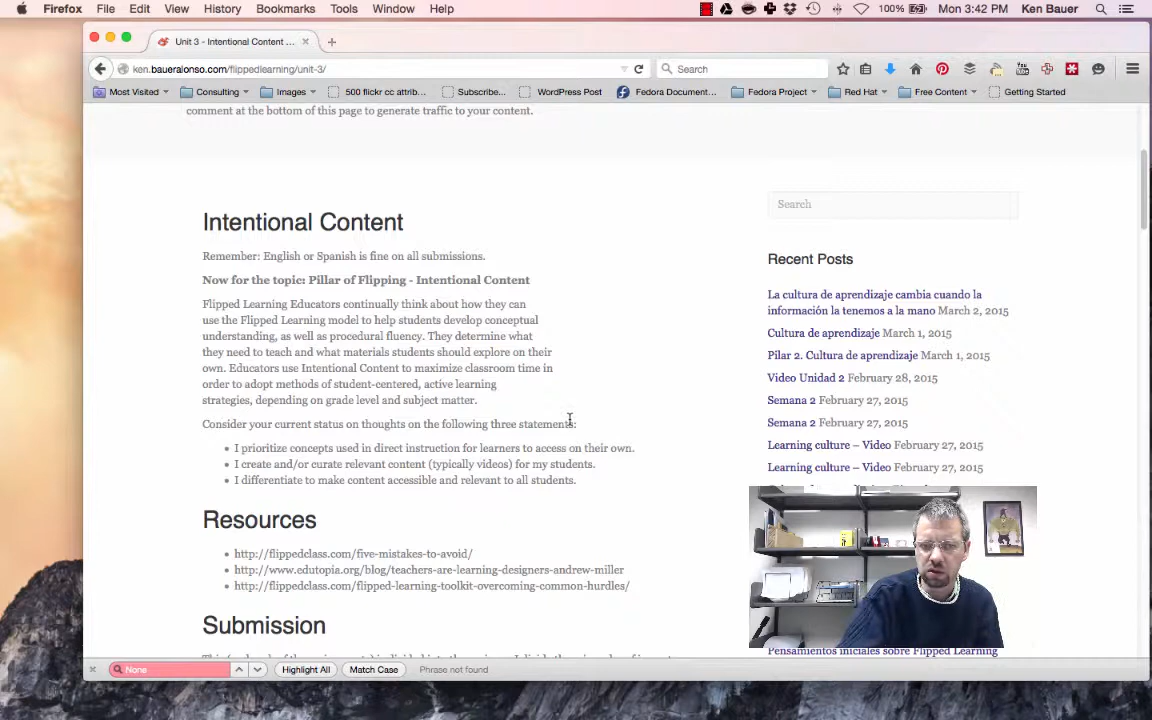 Firefox File Edit View History Bookmarks Tools Window Help 100% Mon 3:42 PM Ken Bauer
Unit 3 - Intentional Content ...
ken.baueralonso.com/flippedlearning/unit-3/ Search
Most Visited Consulting Images 500 flickr cc attrib... Subscribe... WordPress Post Fedora Document... Fedora Project Red Hat Free Content Getting Started
comment at the bottom of this page to generate traffic to your content.
Intentional Content
Remember: English or Spanish is fine on all submissions.
Now for the topic: Pillar of Flipping - Intentional Content
Flipped Learning Educators continually think about how they can
use the Flipped Learning model to help students develop conceptual
understanding, as well as procedural fluency. They determine what
they need to teach and what materials students should explore on their
own. Educators use Intentional Content to maximize classroom time in
order to adopt methods of student-centered, active learning
strategies, depending on grade level and subject matter.
Consider your current status on thoughts on the following three statements:
I prioritize concepts used in direct instruction for learners to access on their own.
I create and/or curate relevant content (typically videos) for my students.
I differentiate to make content accessible and relevant to all students.
Resources
http://flippedclass.com/five-mistakes-to-avoid/
http://www.edutopia.org/blog/teachers-are-learning-designers-andrew-miller
http://flippedclass.com/flipped-learning-toolkit-overcoming-common-hurdles/
Submission
Search
Recent Posts
La cultura de aprendizaje cambia cuando la
información la tenemos a la mano March 2, 2015
Cultura de aprendizaje March 1, 2015
Pilar 2. Cultura de aprendizaje March 1, 2015
Video Unidad 2 February 28, 2015
Semana 2 February 27, 2015
Semana 2 February 27, 2015
Learning culture – Video February 27, 2015
Learning culture – Video February 27, 2015
Pensamientos iniciales sobre Flipped Learning
None Highlight All Match Case Phrase not found